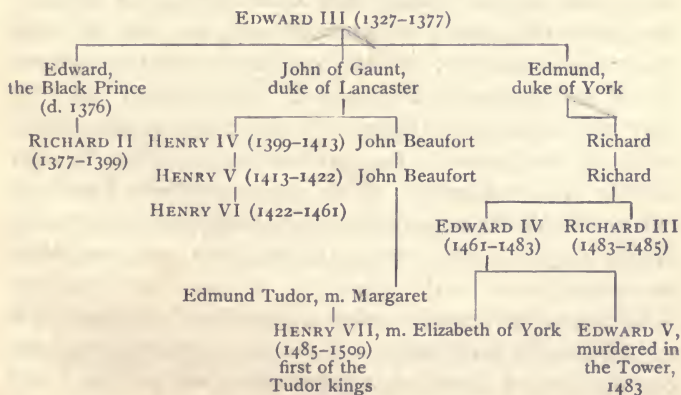 EDWARD III (1327–1377)
Edward, John of Gaunt, Edmund,
the Black Prince duke of Lancaster duke of York
(d. 1376)
RICHARD II HENRY IV (1399–1413) John Beaufort Richard
(1377–1399)
HENRY V (1413–1422) John Beaufort Richard
HENRY VI (1422–1461)
EDWARD IV RICHARD III
(1461–1483) (1483–1485)
Edmund Tudor, m. Margaret
HENRY VII, m. Elizabeth of York EDWARD V,
(1485–1509) murdered in
first of the the Tower,
Tudor kings 1483